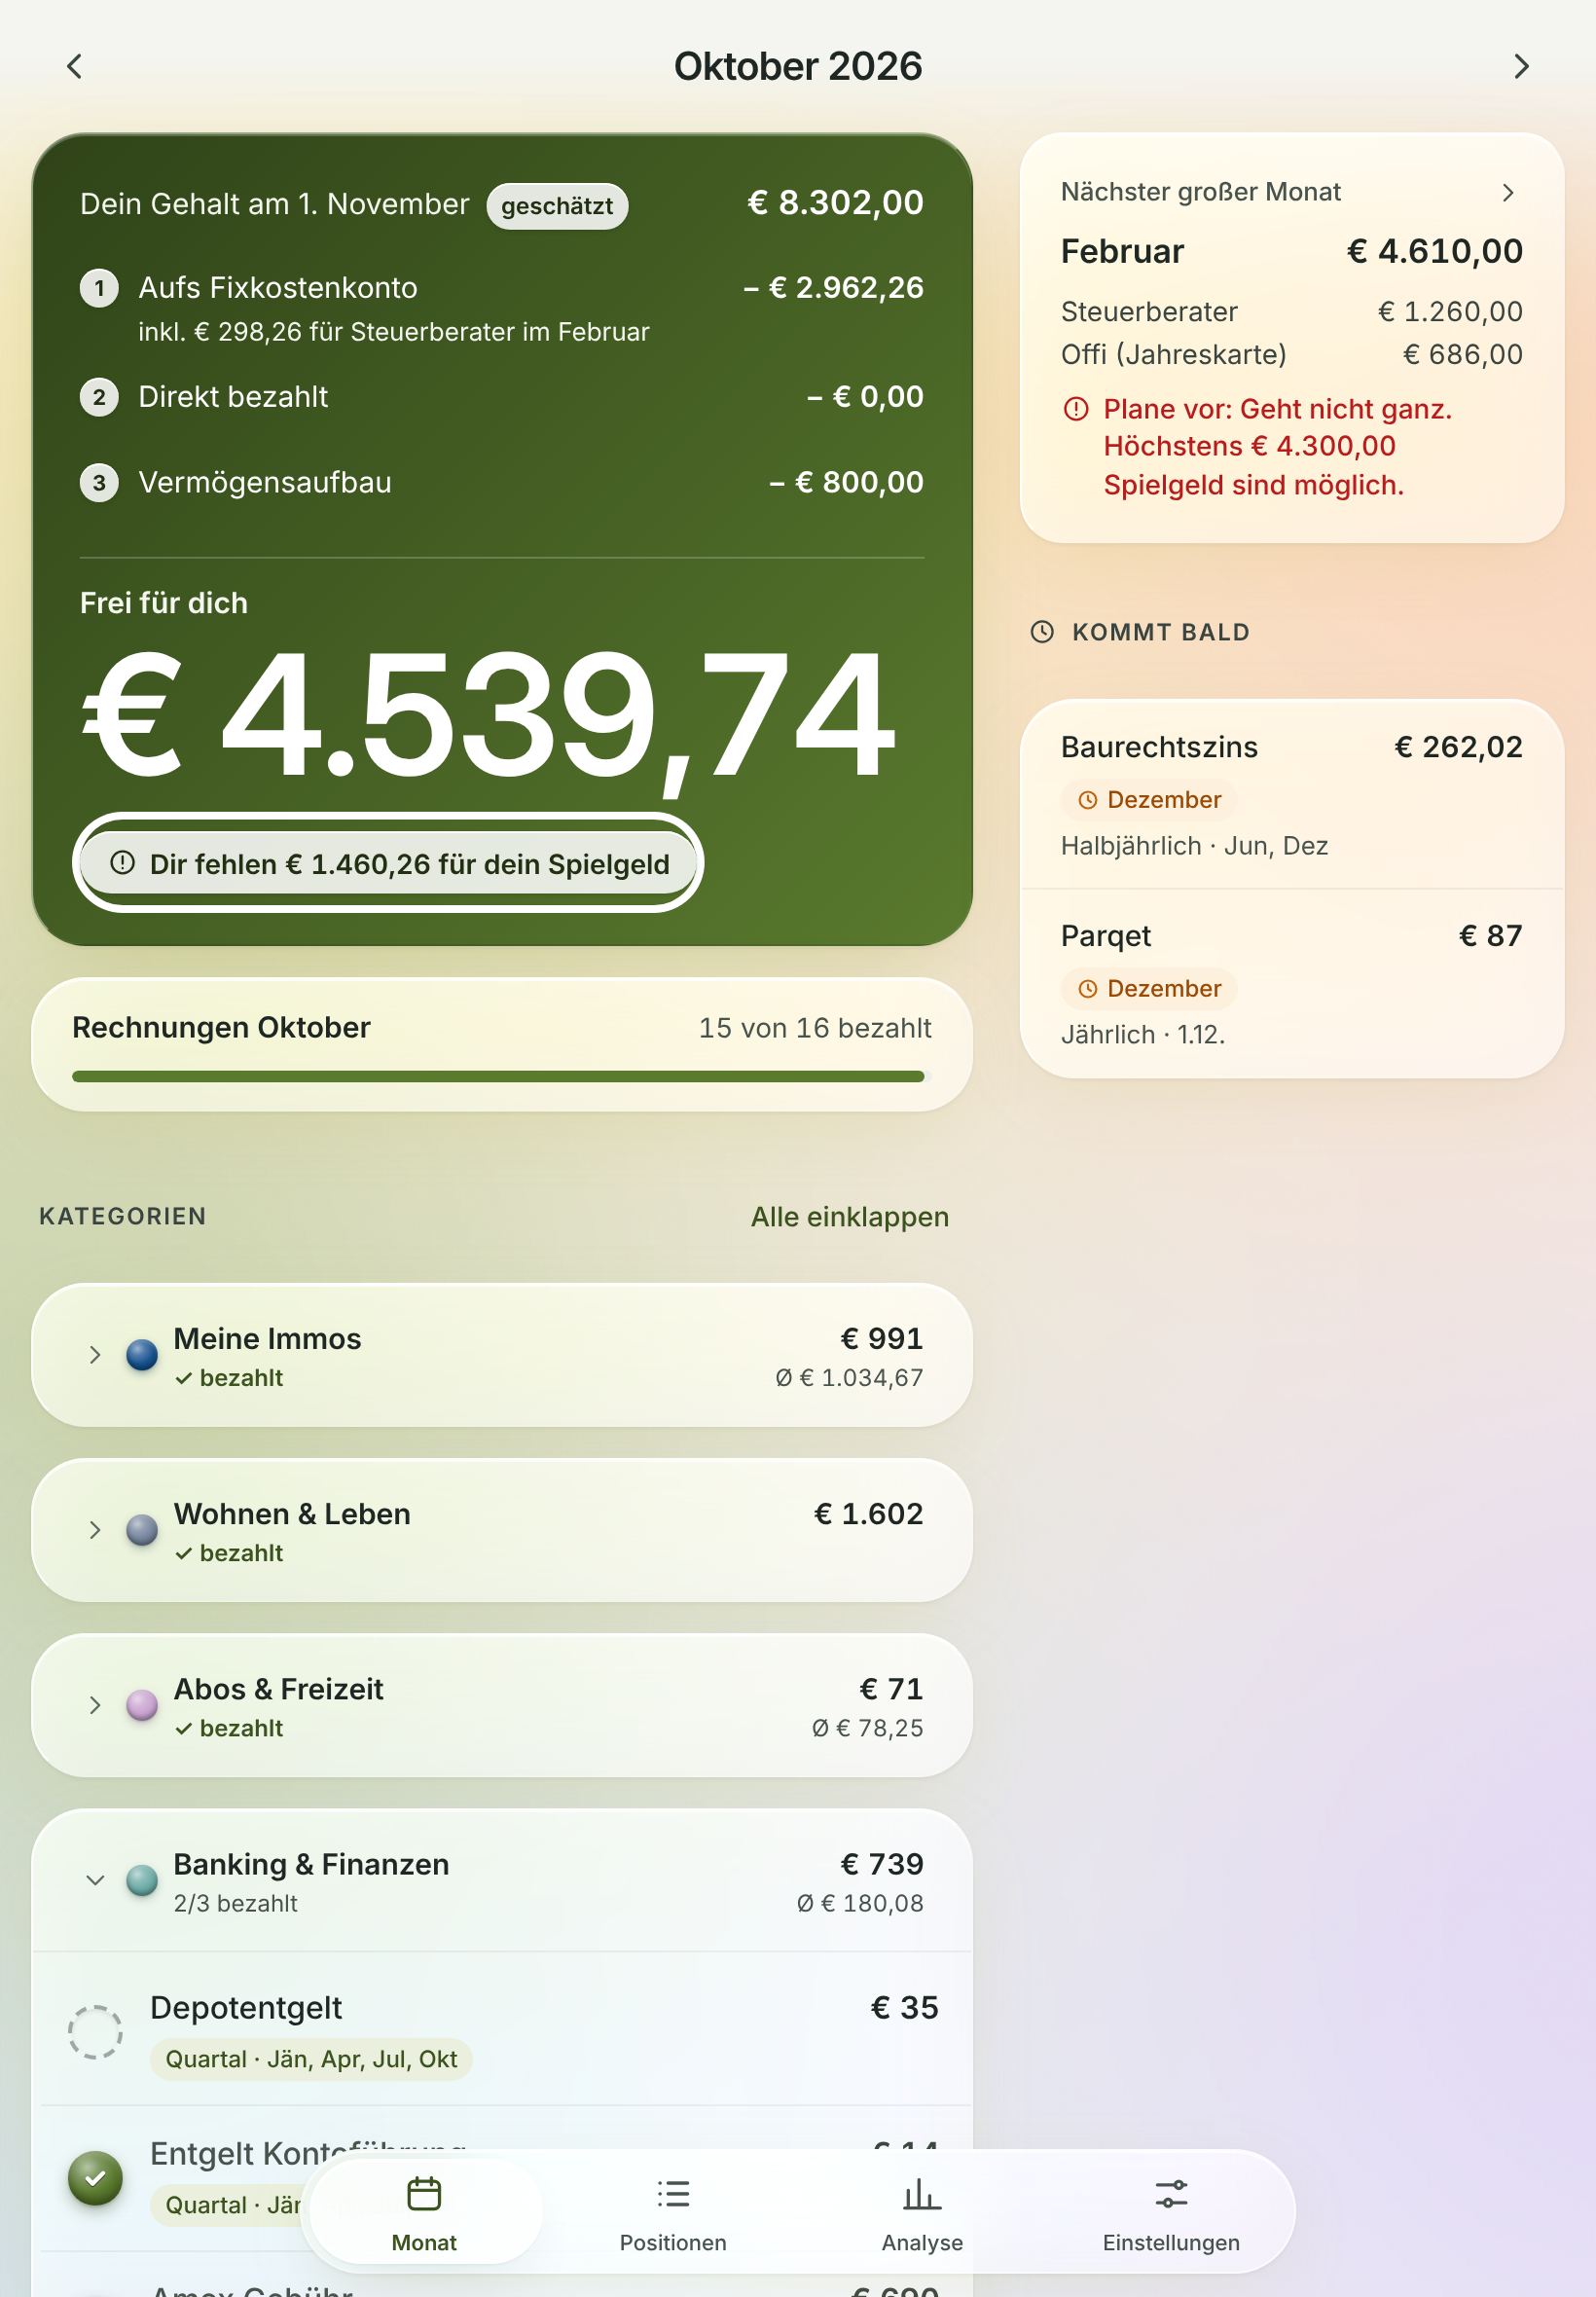 Oktober 2026
Dein Gehalt am 1. November geschätzt € 8.302,00
1 Aufs Fixkostenkonto – € 2.962,26
inkl. € 298,26 für Steuerberater im Februar
2 Direkt bezahlt – € 0,00
3 Vermögensaufbau – € 800,00
Frei für dich
€ 4.539,74
Dir fehlen € 1.460,26 für dein Spielgeld
Rechnungen Oktober 15 von 16 bezahlt
Nächster großer Monat
Februar € 4.610,00
Steuerberater € 1.260,00
Offi (Jahreskarte) € 686,00
Plane vor: Geht nicht ganz.
Höchstens € 4.300,00
Spielgeld sind möglich.
KOMMT BALD
Baurechtszins € 262,02
Dezember
Halbjährlich · Jun, Dez
Parqet € 87
Dezember
Jährlich · 1.12.
KATEGORIEN Alle einklappen
Meine Immos € 991
bezahlt Ø € 1.034,67
Wohnen & Leben € 1.602
bezahlt
Abos & Freizeit € 71
bezahlt Ø € 78,25
Banking & Finanzen € 739
2/3 bezahlt Ø € 180,08
Depotentgelt € 35
Quartal · Jän, Apr, Jul, Okt
Entgelt Kontoführung € 14
Quartal · Jän
Amex Gebühr € 690
Monat Positionen Analyse Einstellungen